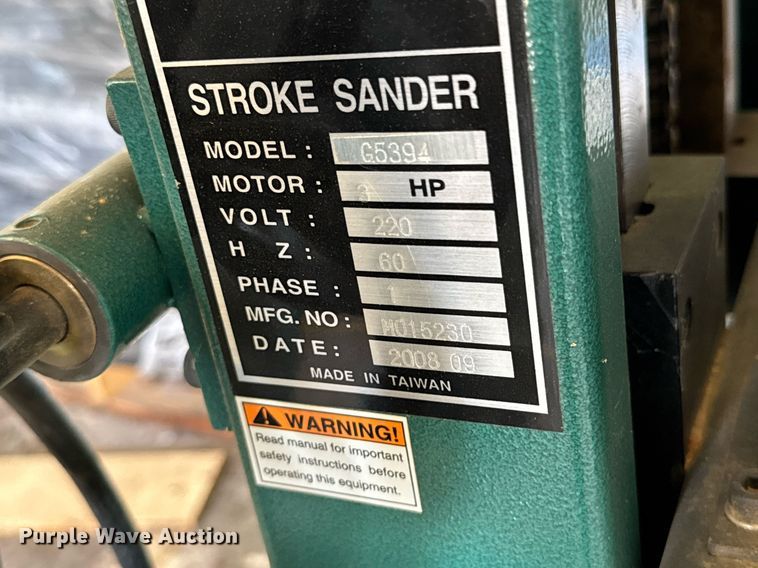 STROKE SANDER
MODEL: G5394
MOTOR: 3 HP
VOLT: 220
HZ: 60
PHASE: 1
MFG. NO: M015230
DATE: 2008 09
MADE IN TAIWAN
WARNING!
Read manual for important
safety instructions before
operating this equipment.
Purple Wave Auction®